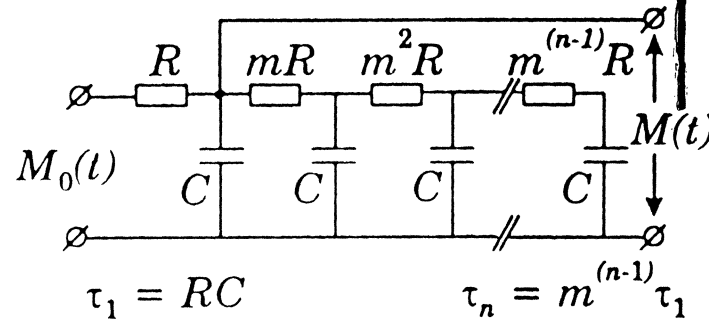 R mR m²R m⁽ⁿ⁻¹⁾R
M₀(t) C C C C M(t)
τ₁ = RC τₙ = m⁽ⁿ⁻¹⁾τ₁